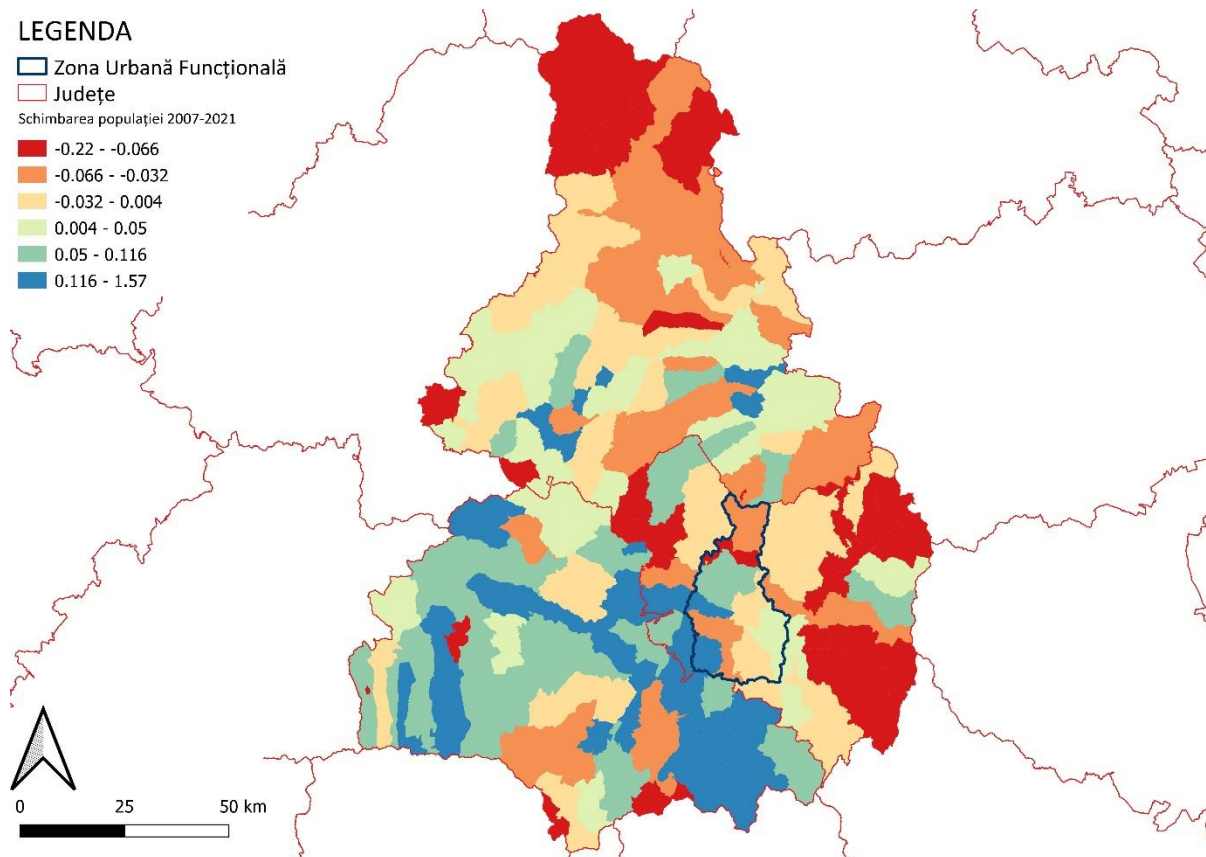 LEGENDA
Zona Urbană Funcțională
Județe
Schimbarea populației 2007-2021
-0.22 - -0.066
-0.066 - -0.032
-0.032 - 0.004
0.004 - 0.05
0.05 - 0.116
0.116 - 1.57
0 25 50 km